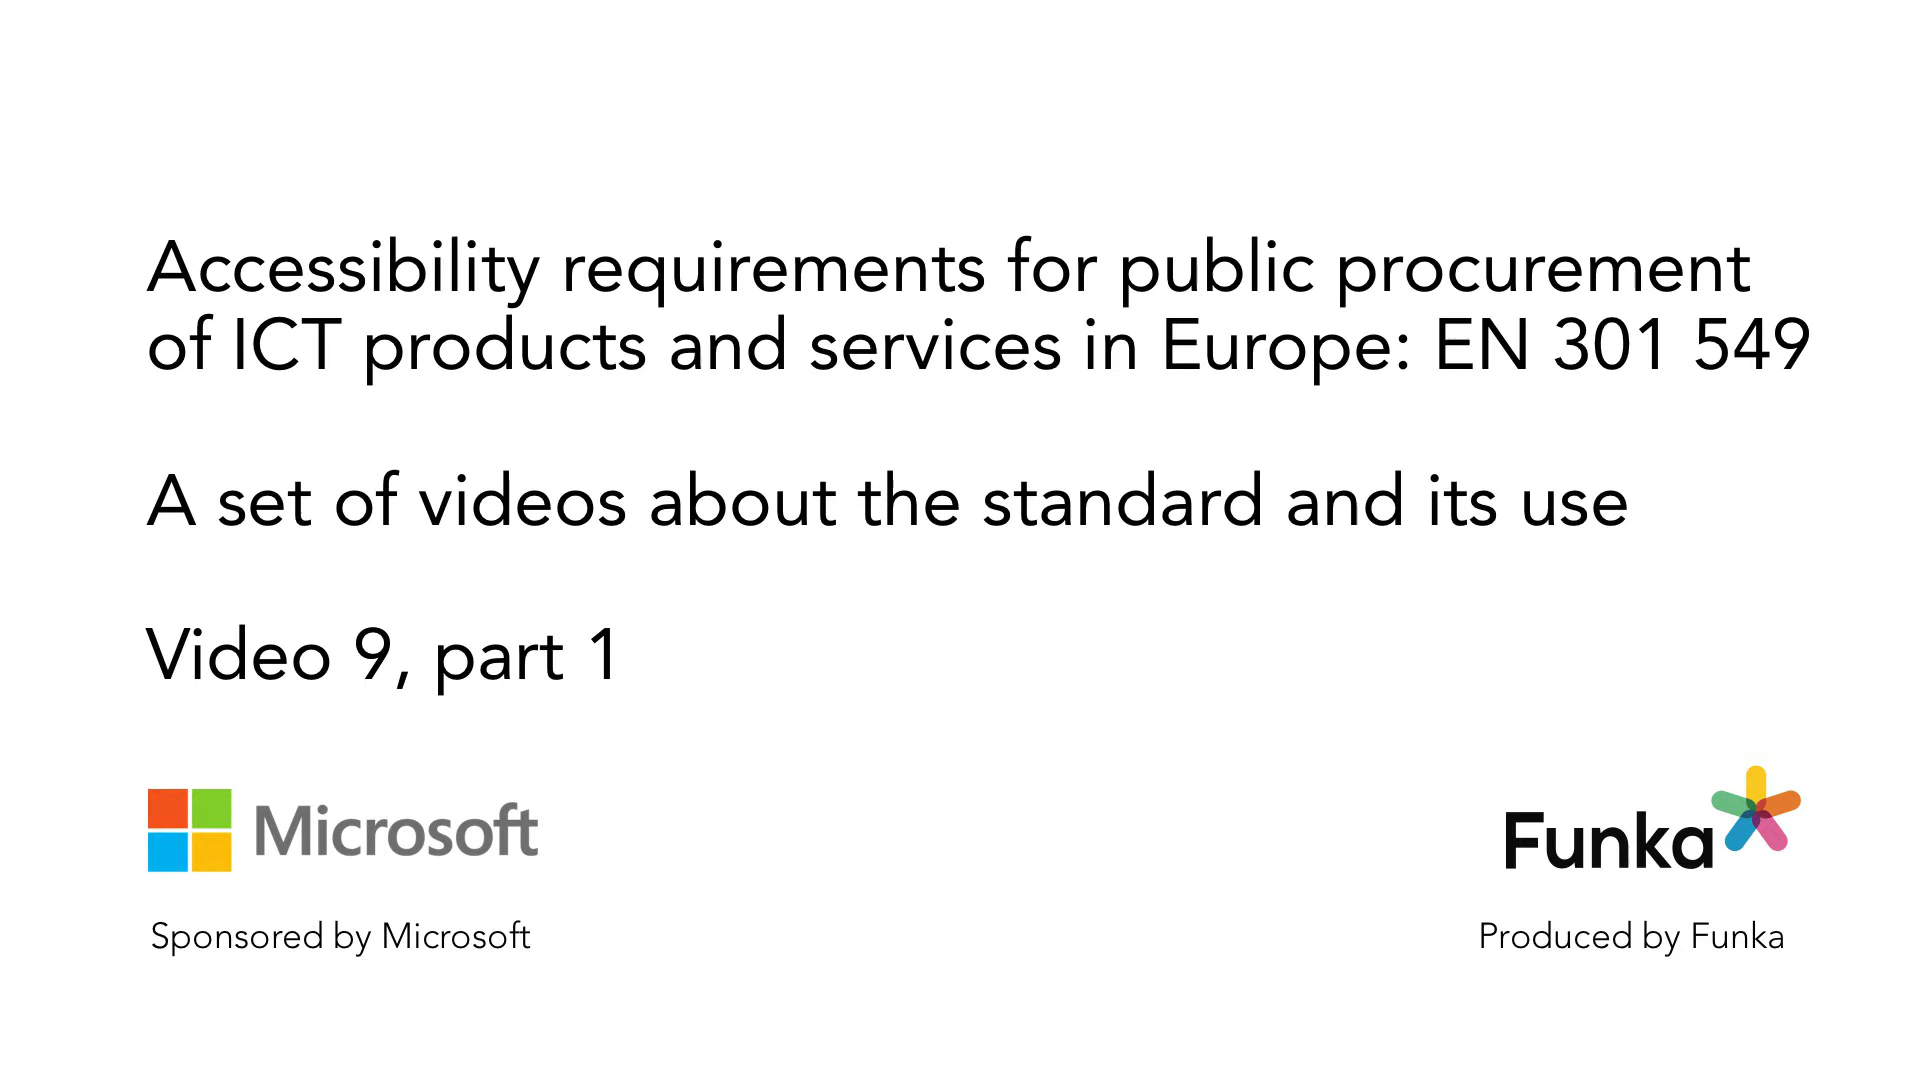 Accessibility requirements for public procurement
of ICT products and services in Europe: EN 301 549
A set of videos about the standard and its use
Video 9, part 1
Microsoft
Funka
Sponsored by Microsoft
Produced by Funka